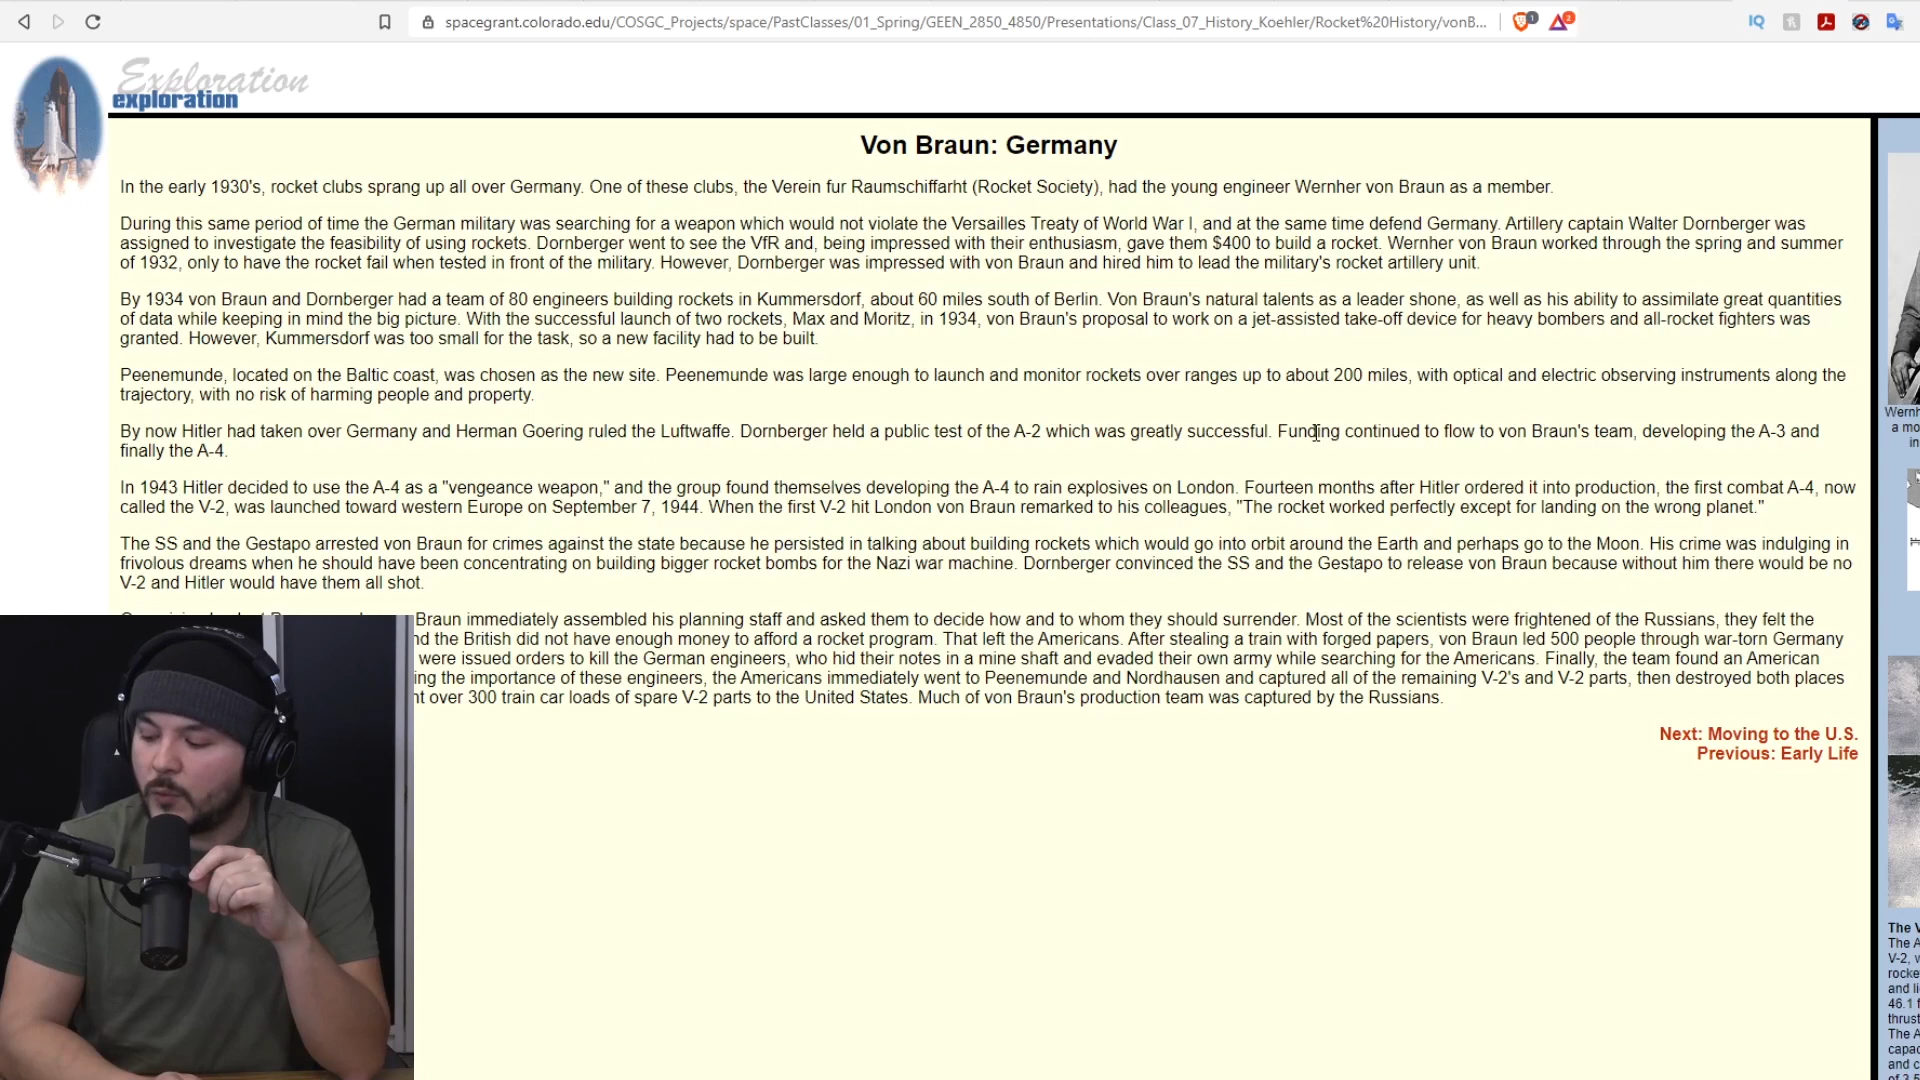 spacegrant.colorado.edu/COSGC_Projects/space/PastClasses/01_Spring/GEEN_2850_4850/Presentations/Class_07_History_Koehler/Rocket%20History/vonB...
1
2
IQ
Exploration
exploration
Von Braun: Germany
In the early 1930's, rocket clubs sprang up all over Germany. One of these clubs, the Verein fur Raumschiffarht (Rocket Society), had the young engineer Wernher von Braun as a member.
During this same period of time the German military was searching for a weapon which would not violate the Versailles Treaty of World War I, and at the same time defend Germany. Artillery captain Walter Dornberger was
assigned to investigate the feasibility of using rockets. Dornberger went to see the VfR and, being impressed with their enthusiasm, gave them $400 to build a rocket. Wernher von Braun worked through the spring and summer
of 1932, only to have the rocket fail when tested in front of the military. However, Dornberger was impressed with von Braun and hired him to lead the military's rocket artillery unit.
By 1934 von Braun and Dornberger had a team of 80 engineers building rockets in Kummersdorf, about 60 miles south of Berlin. Von Braun's natural talents as a leader shone, as well as his ability to assimilate great quantities
of data while keeping in mind the big picture. With the successful launch of two rockets, Max and Moritz, in 1934, von Braun's proposal to work on a jet-assisted take-off device for heavy bombers and all-rocket fighters was
granted. However, Kummersdorf was too small for the task, so a new facility had to be built.
Peenemunde, located on the Baltic coast, was chosen as the new site. Peenemunde was large enough to launch and monitor rockets over ranges up to about 200 miles, with optical and electric observing instruments along the
trajectory, with no risk of harming people and property.
By now Hitler had taken over Germany and Herman Goering ruled the Luftwaffe. Dornberger held a public test of the A-2 which was greatly successful. Funding continued to flow to von Braun's team, developing the A-3 and
finally the A-4.
In 1943 Hitler decided to use the A-4 as a "vengeance weapon," and the group found themselves developing the A-4 to rain explosives on London. Fourteen months after Hitler ordered it into production, the first combat A-4, now
called the V-2, was launched toward western Europe on September 7, 1944. When the first V-2 hit London von Braun remarked to his colleagues, "The rocket worked perfectly except for landing on the wrong planet."
The SS and the Gestapo arrested von Braun for crimes against the state because he persisted in talking about building rockets which would go into orbit around the Earth and perhaps go to the Moon. His crime was indulging in
frivolous dreams when he should have been concentrating on building bigger rocket bombs for the Nazi war machine. Dornberger convinced the SS and the Gestapo to release von Braun because without him there would be no
V-2 and Hitler would have them all shot.
Braun immediately assembled his planning staff and asked them to decide how and to whom they should surrender. Most of the scientists were frightened of the Russians, they felt the
nd the British did not have enough money to afford a rocket program. That left the Americans. After stealing a train with forged papers, von Braun led 500 people through war-torn Germany
were issued orders to kill the German engineers, who hid their notes in a mine shaft and evaded their own army while searching for the Americans. Finally, the team found an American
ing the importance of these engineers, the Americans immediately went to Peenemunde and Nordhausen and captured all of the remaining V-2's and V-2 parts, then destroyed both places
nt over 300 train car loads of spare V-2 parts to the United States. Much of von Braun's production team was captured by the Russians.
Next: Moving to the U.S.
Previous: Early Life
Wernh
a mo
in
The V
The A
V-2, w
rocke
and li
46.1 f
thrust
The A
capac
and c